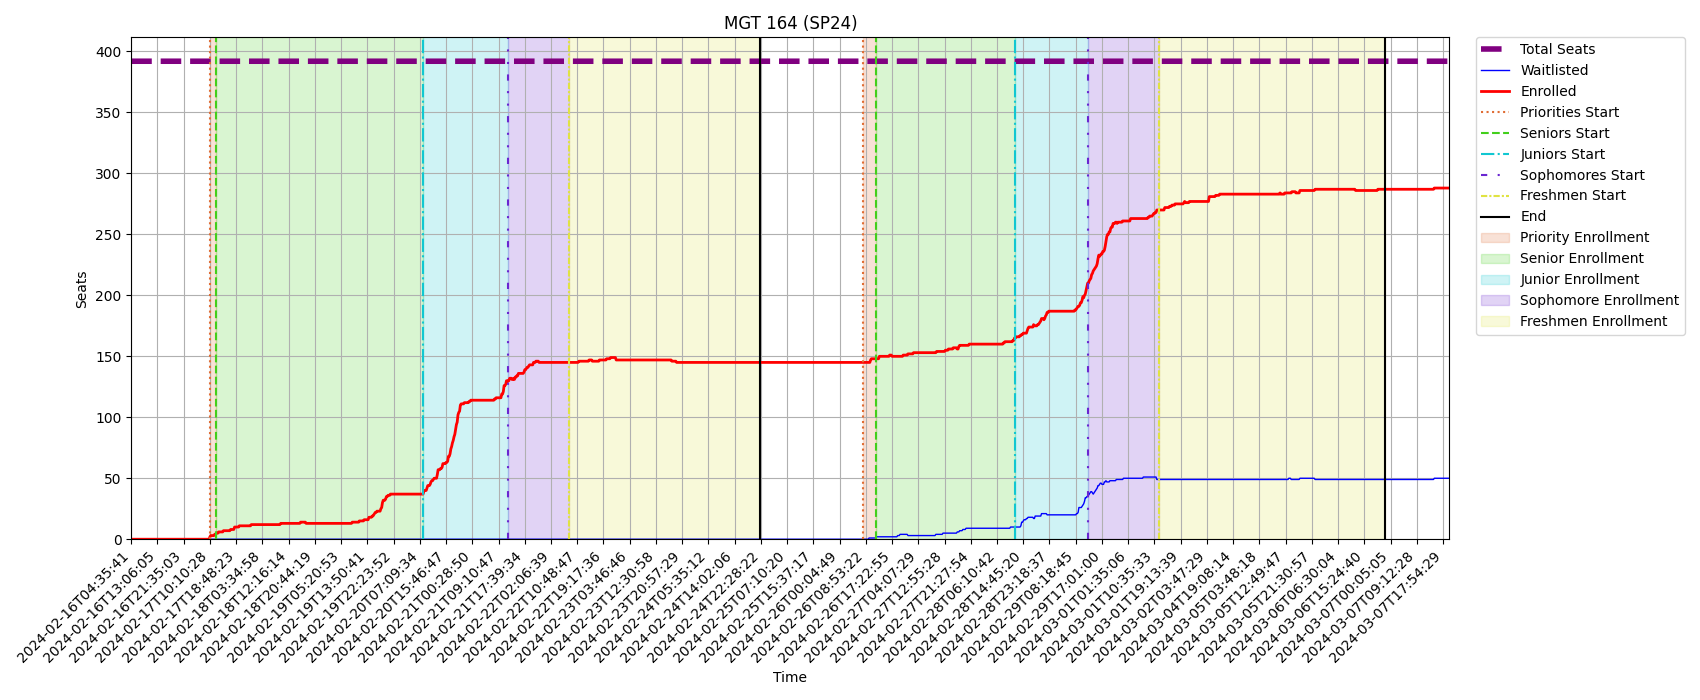 MGT 164 (SP24)
400
350
300
250
200
150
100
50
0
Seats
2024-02-16T04:35:41
2024-02-16T13:06:05
2024-02-16T21:35:03
2024-02-17T10:10:28
2024-02-17T18:48:23
2024-02-18T03:34:58
2024-02-18T12:16:14
2024-02-18T20:44:19
2024-02-19T05:20:53
2024-02-19T13:50:41
2024-02-19T22:23:52
2024-02-20T07:09:34
2024-02-20T15:46:47
2024-02-21T00:28:50
2024-02-21T09:10:47
2024-02-21T17:39:34
2024-02-22T02:06:39
2024-02-22T10:48:47
2024-02-22T19:17:36
2024-02-23T03:46:46
2024-02-23T12:30:58
2024-02-23T20:57:29
2024-02-24T05:35:12
2024-02-24T14:02:06
2024-02-24T22:28:22
2024-02-25T07:10:20
2024-02-25T15:37:17
2024-02-26T00:04:49
2024-02-26T08:53:22
2024-02-26T17:22:55
2024-02-27T04:07:29
2024-02-27T12:55:28
2024-02-27T21:27:54
2024-02-28T06:10:42
2024-02-28T14:45:20
2024-02-28T23:18:37
2024-02-29T08:18:45
2024-02-29T17:01:00
2024-03-01T01:35:06
2024-03-01T10:35:33
2024-03-01T19:13:39
2024-03-02T03:47:29
2024-03-04T19:08:14
2024-03-05T03:48:18
2024-03-05T12:49:47
2024-03-05T21:30:57
2024-03-06T06:30:04
2024-03-06T15:24:40
2024-03-07T00:05:05
2024-03-07T09:12:28
2024-03-07T17:54:29
Time
Total Seats
Waitlisted
Enrolled
Priorities Start
Seniors Start
Juniors Start
Sophomores Start
Freshmen Start
End
Priority Enrollment
Senior Enrollment
Junior Enrollment
Sophomore Enrollment
Freshmen Enrollment